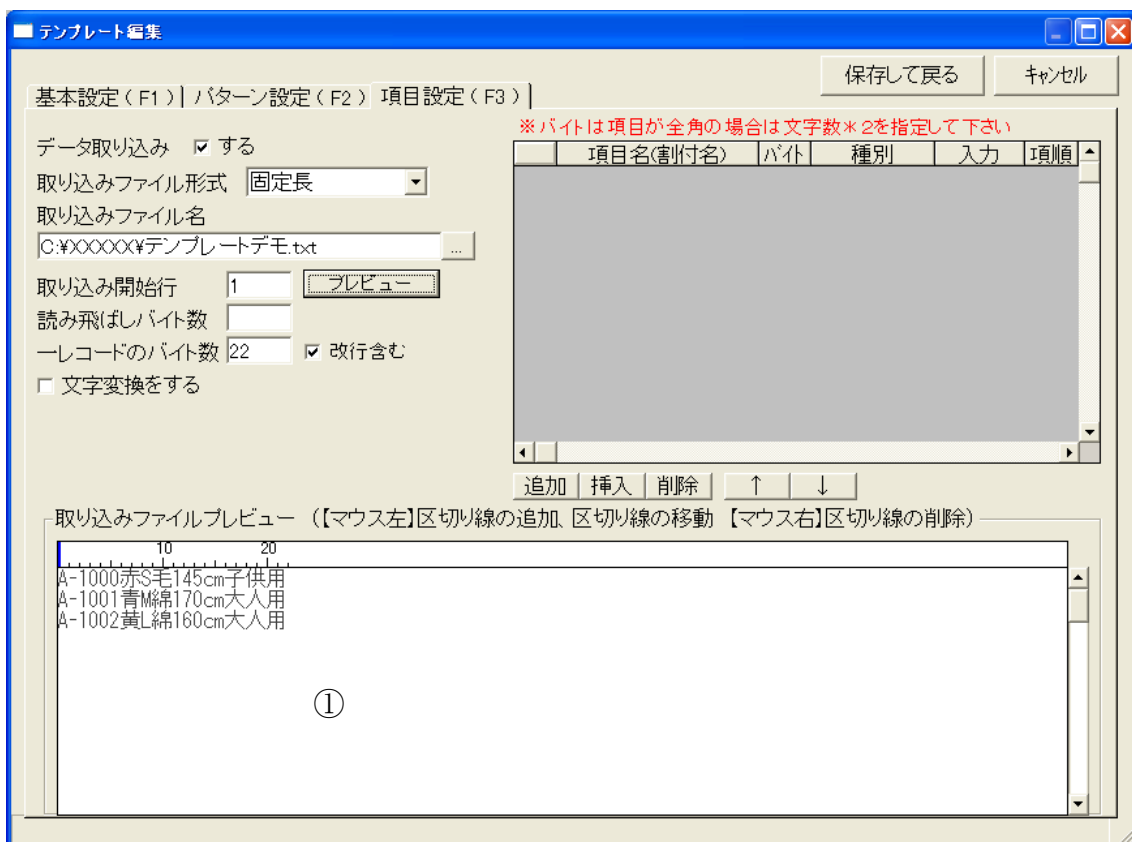 テンプレート編集
保存して戻る キャンセル
基本設定(F1) パターン設定(F2) 項目設定(F3)
※バイトは項目が全角の場合は文字数*2を指定して下さい
データ取り込み する
項目名(割付名) バイト 種別 入力 項順
取り込みファイル形式 固定長
取り込みファイル名
C:¥XXXXXX¥テンプレートデモ.txt ...
取り込み開始行 1 プレビュー
読み飛ばしバイト数
一レコードのバイト数 22 改行含む
文字変換をする
追加 挿入 削除 ↑ ↓
取り込みファイルプレビュー (【マウス左】区切り線の追加、区切り線の移動 【マウス右】区切り線の削除)
10 20
A-1000赤S毛145cm子供用
A-1001青M綿170cm大人用
A-1002黄L綿160cm大人用
①